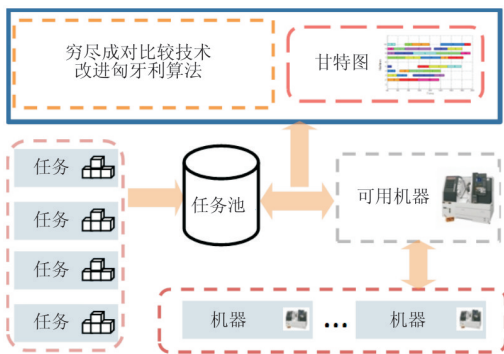 穷尽成对比较技术
改进匈牙利算法
甘特图
任务
任务
任务
任务
任务池
可用机器
机器
...
机器